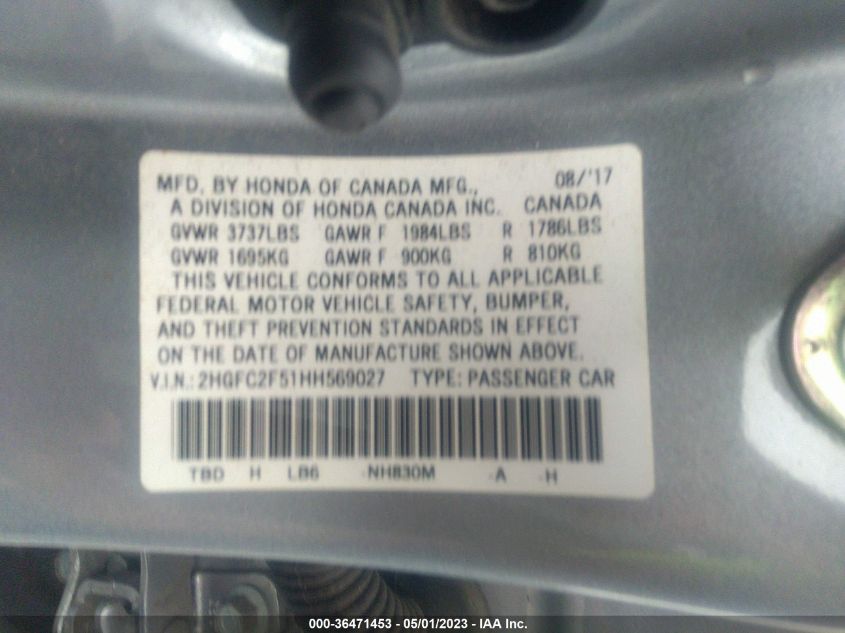 MFD. BY HONDA OF CANADA MFG., 08/'17
A DIVISION OF HONDA CANADA INC. CANADA
GVWR 3737LBS GAWR F 1984LBS R 1786LBS
GVWR 1695KG GAWR F 900KG R 810KG
THIS VEHICLE CONFORMS TO ALL APPLICABLE
FEDERAL MOTOR VEHICLE SAFETY, BUMPER,
AND THEFT PREVENTION STANDARDS IN EFFECT
ON THE DATE OF MANUFACTURE SHOWN ABOVE.
V.I.N.: 2HGFC2F51HH569027 TYPE: PASSENGER CAR
TBD H LB6 -NH830M -A -H
000-36471453 - 05/01/2023 - IAA Inc.